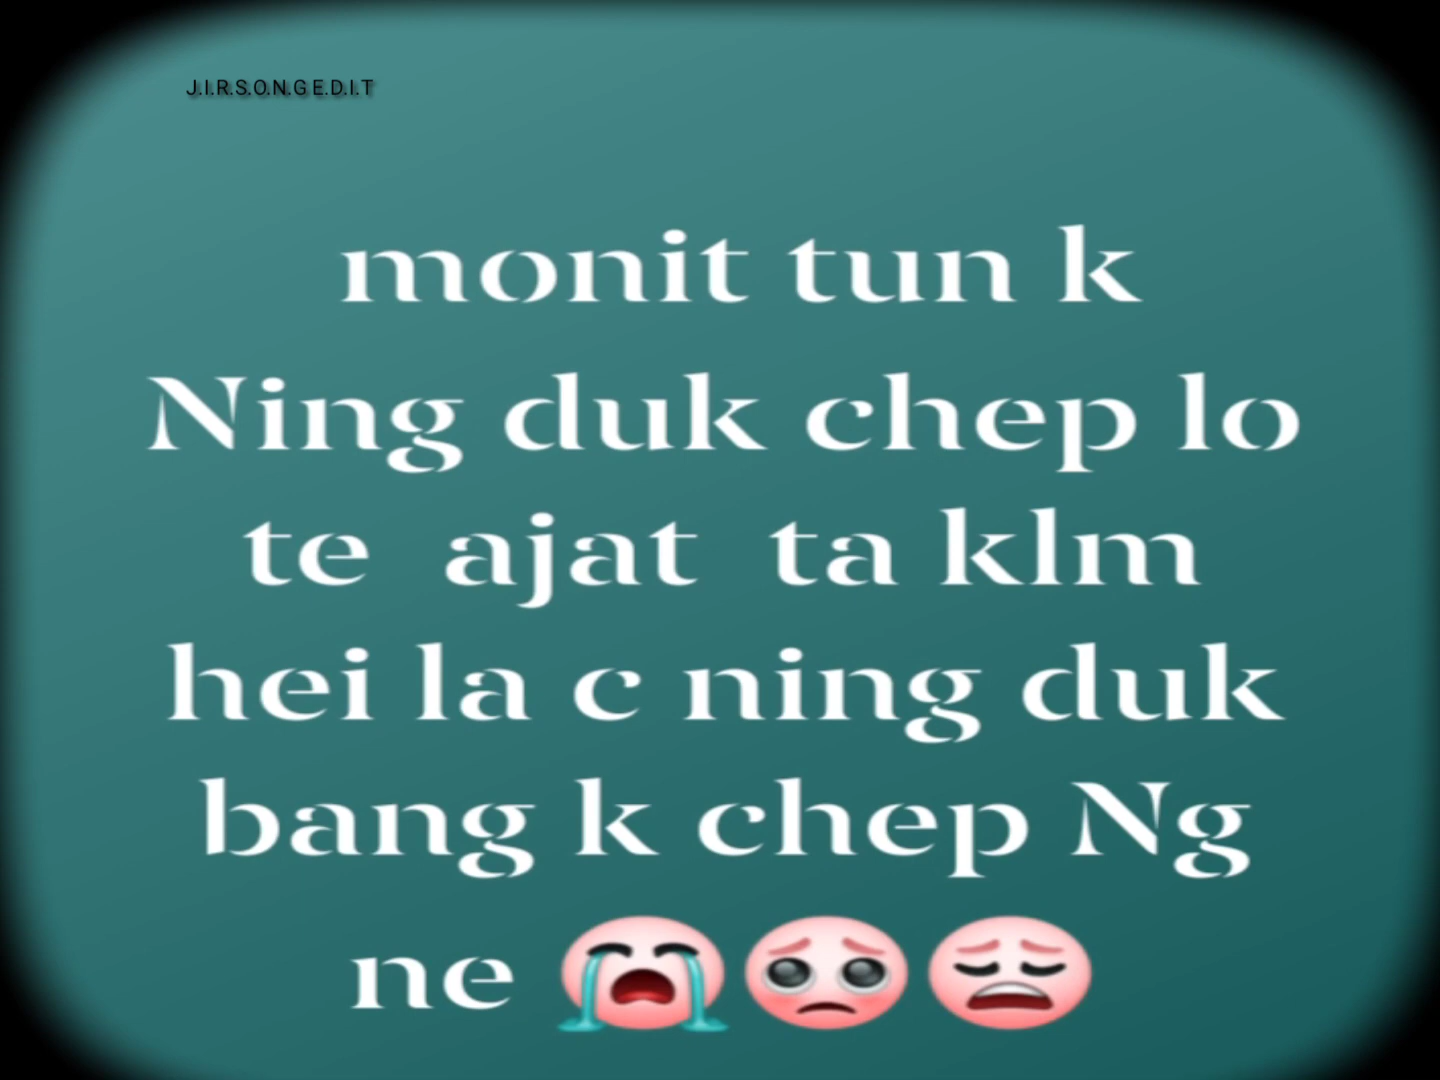 J.I.R.S.O.N.G E.D.I.T
monit tun k
Ning duk chep lo
te ajat ta klm
hei la c ning duk
bang k chep Ng
ne 😭🥺😩